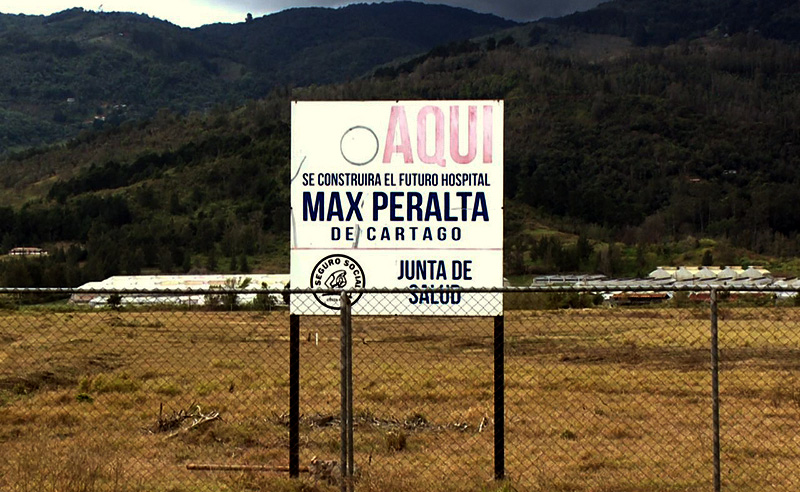 AQUI
SE CONSTRUIRA EL FUTURO HOSPITAL
MAX PERALTA
DE CARTAGO
SEGURO SOCIAL
JUNTA DE
SALUD